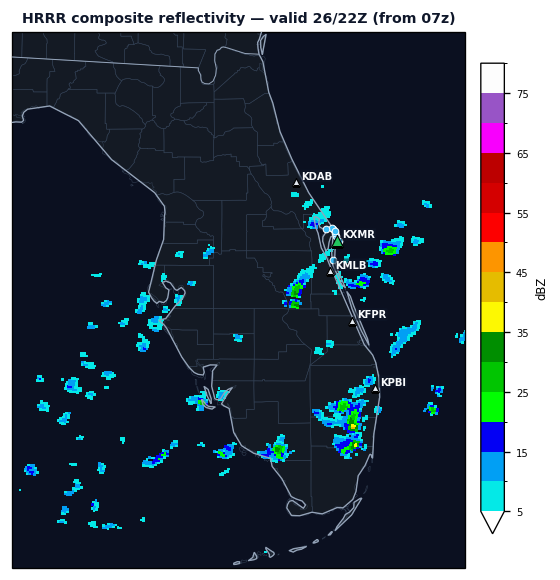 HRRR composite reflectivity — valid 26/22Z (from 07z)
KDAB
KXMR
KMLB
KFPR
KPBI
75
65
55
45
35
25
15
5
dBZ